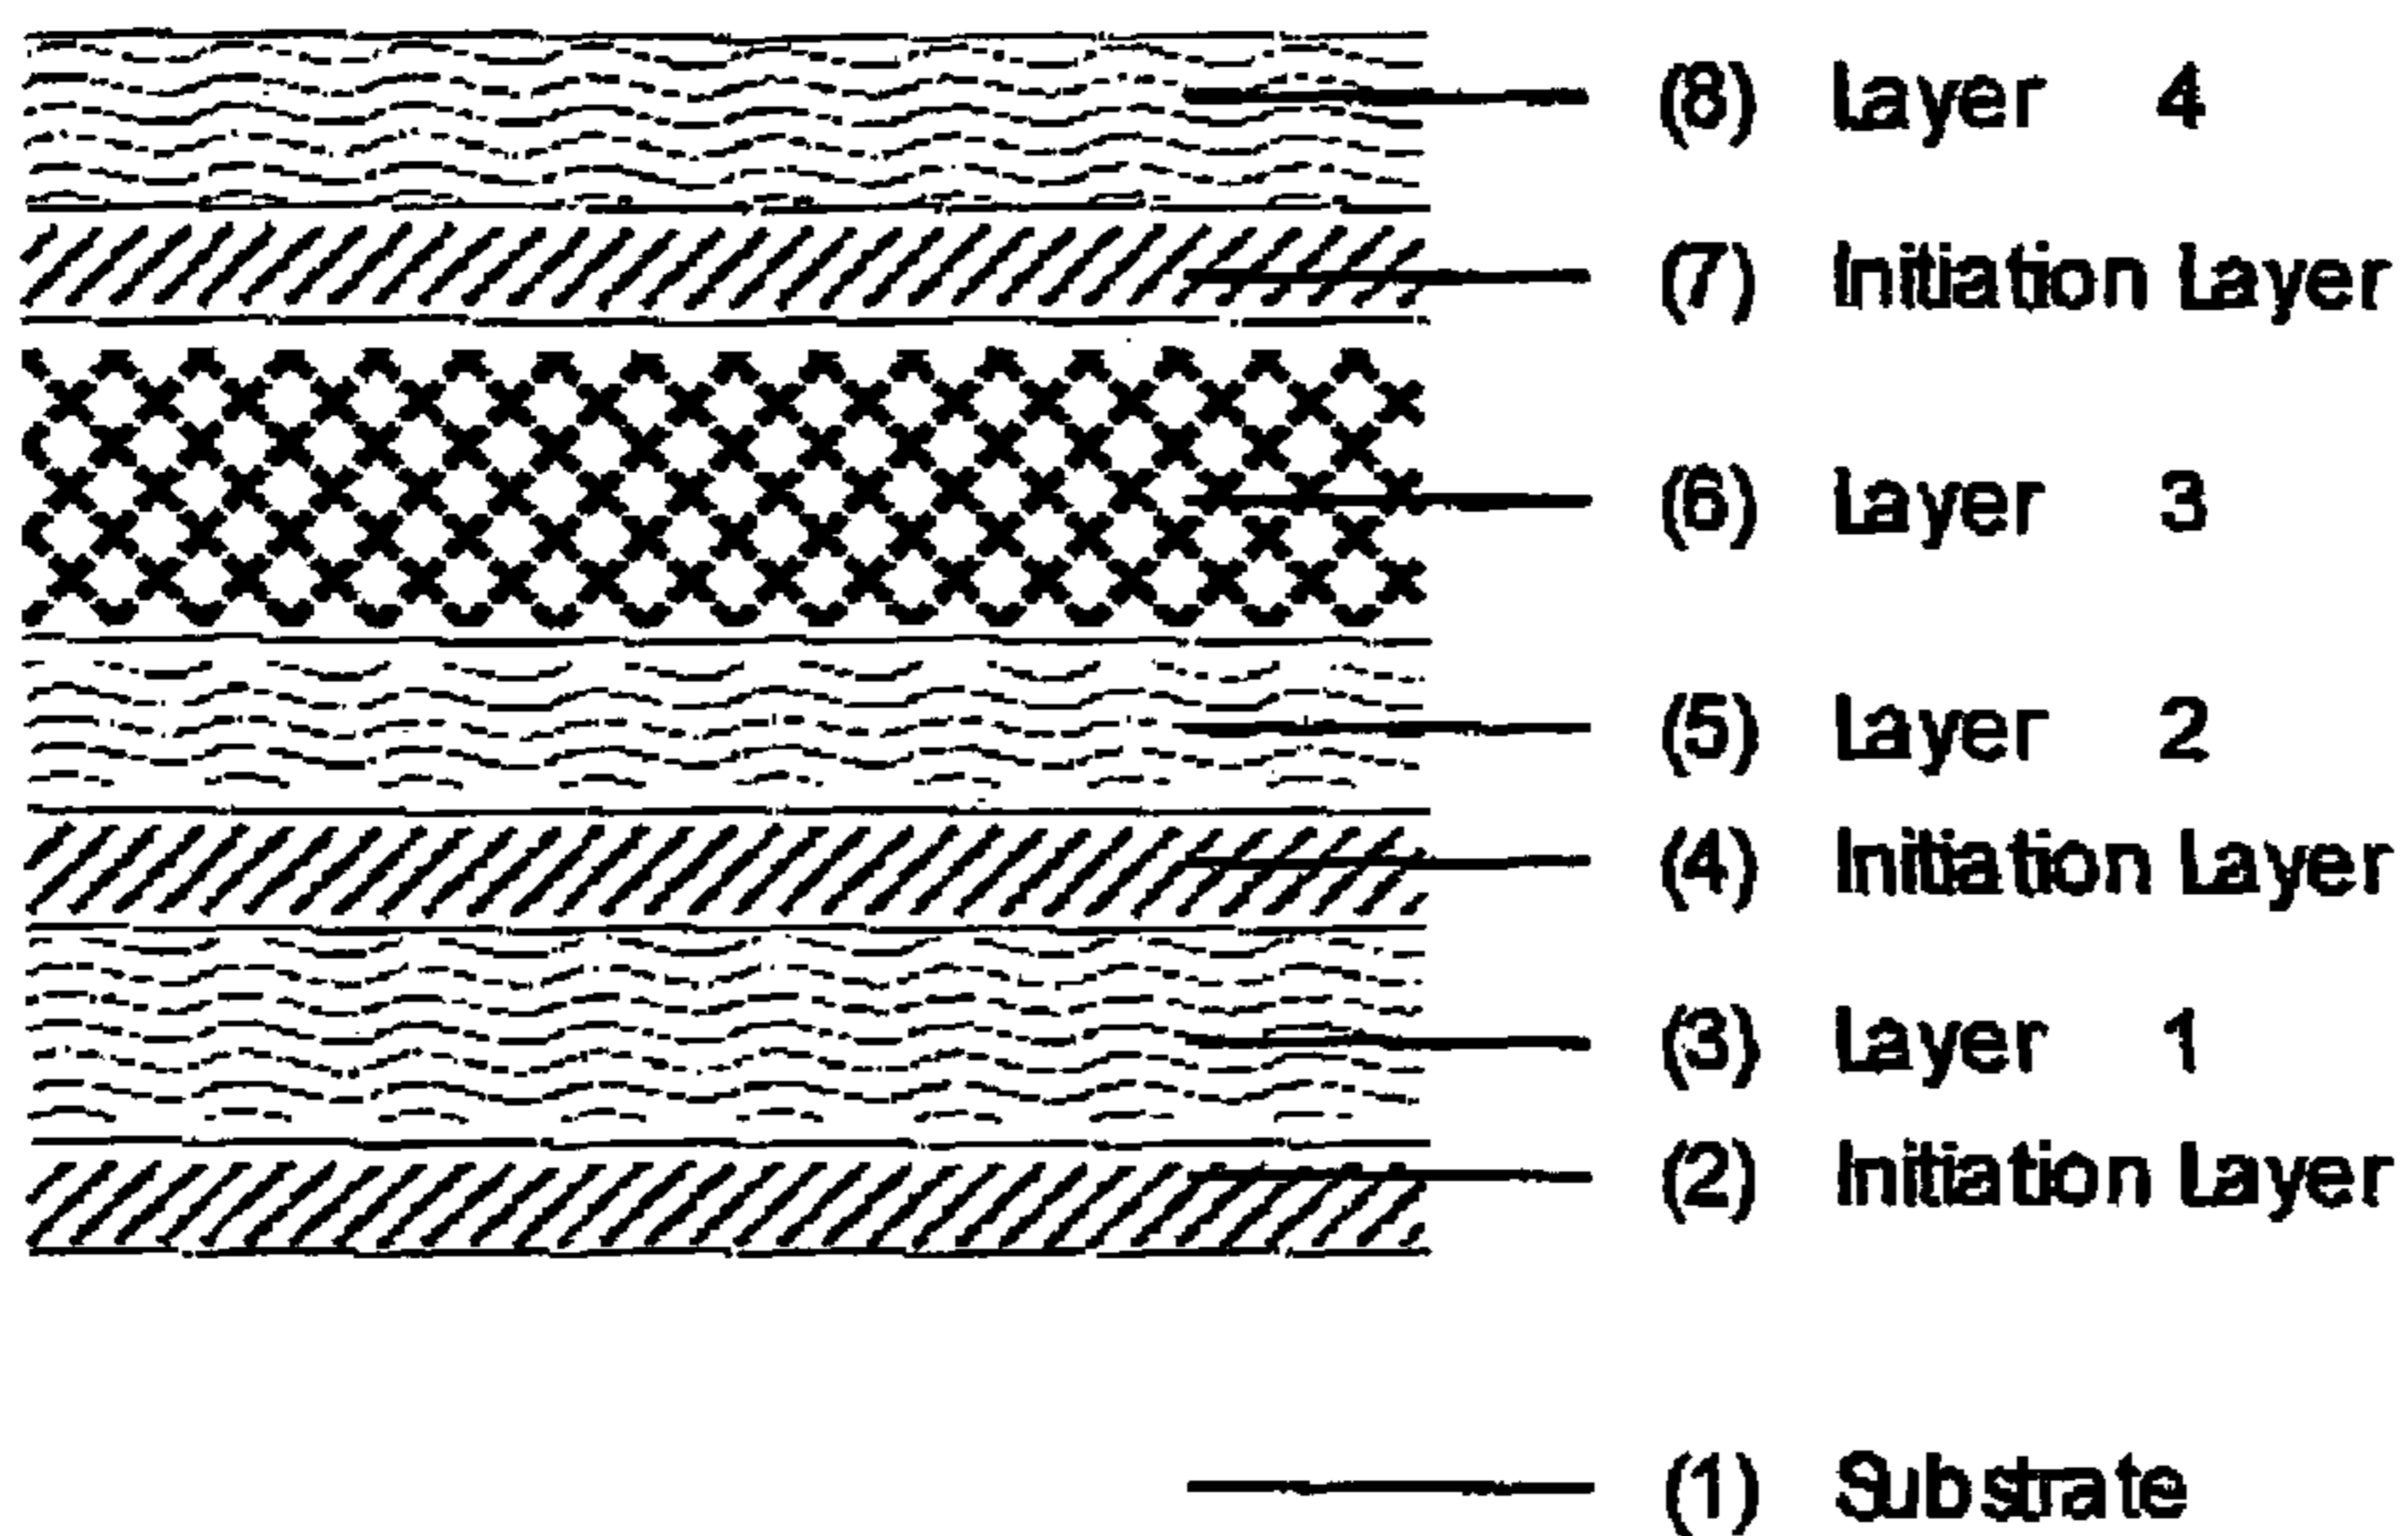 (8) Layer 4
(7) Initiation Layer
(6) Layer 3
(5) Layer 2
(4) Initiation Layer
(3) Layer 1
(2) Initiation Layer
(1) Substrate